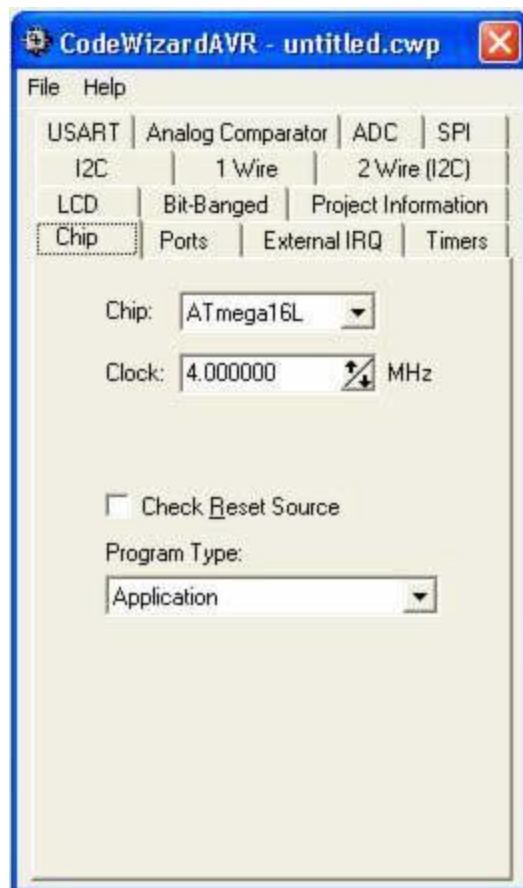 CodeWizardAVR - untitled.cwp
File Help
USART Analog Comparator ADC SPI
I2C 1 Wire 2 Wire (I2C)
LCD Bit-Banged Project Information
Chip Ports External IRQ Timers
Chip: ATmega16L
Clock: 4.000000 MHz
Check Reset Source
Program Type:
Application